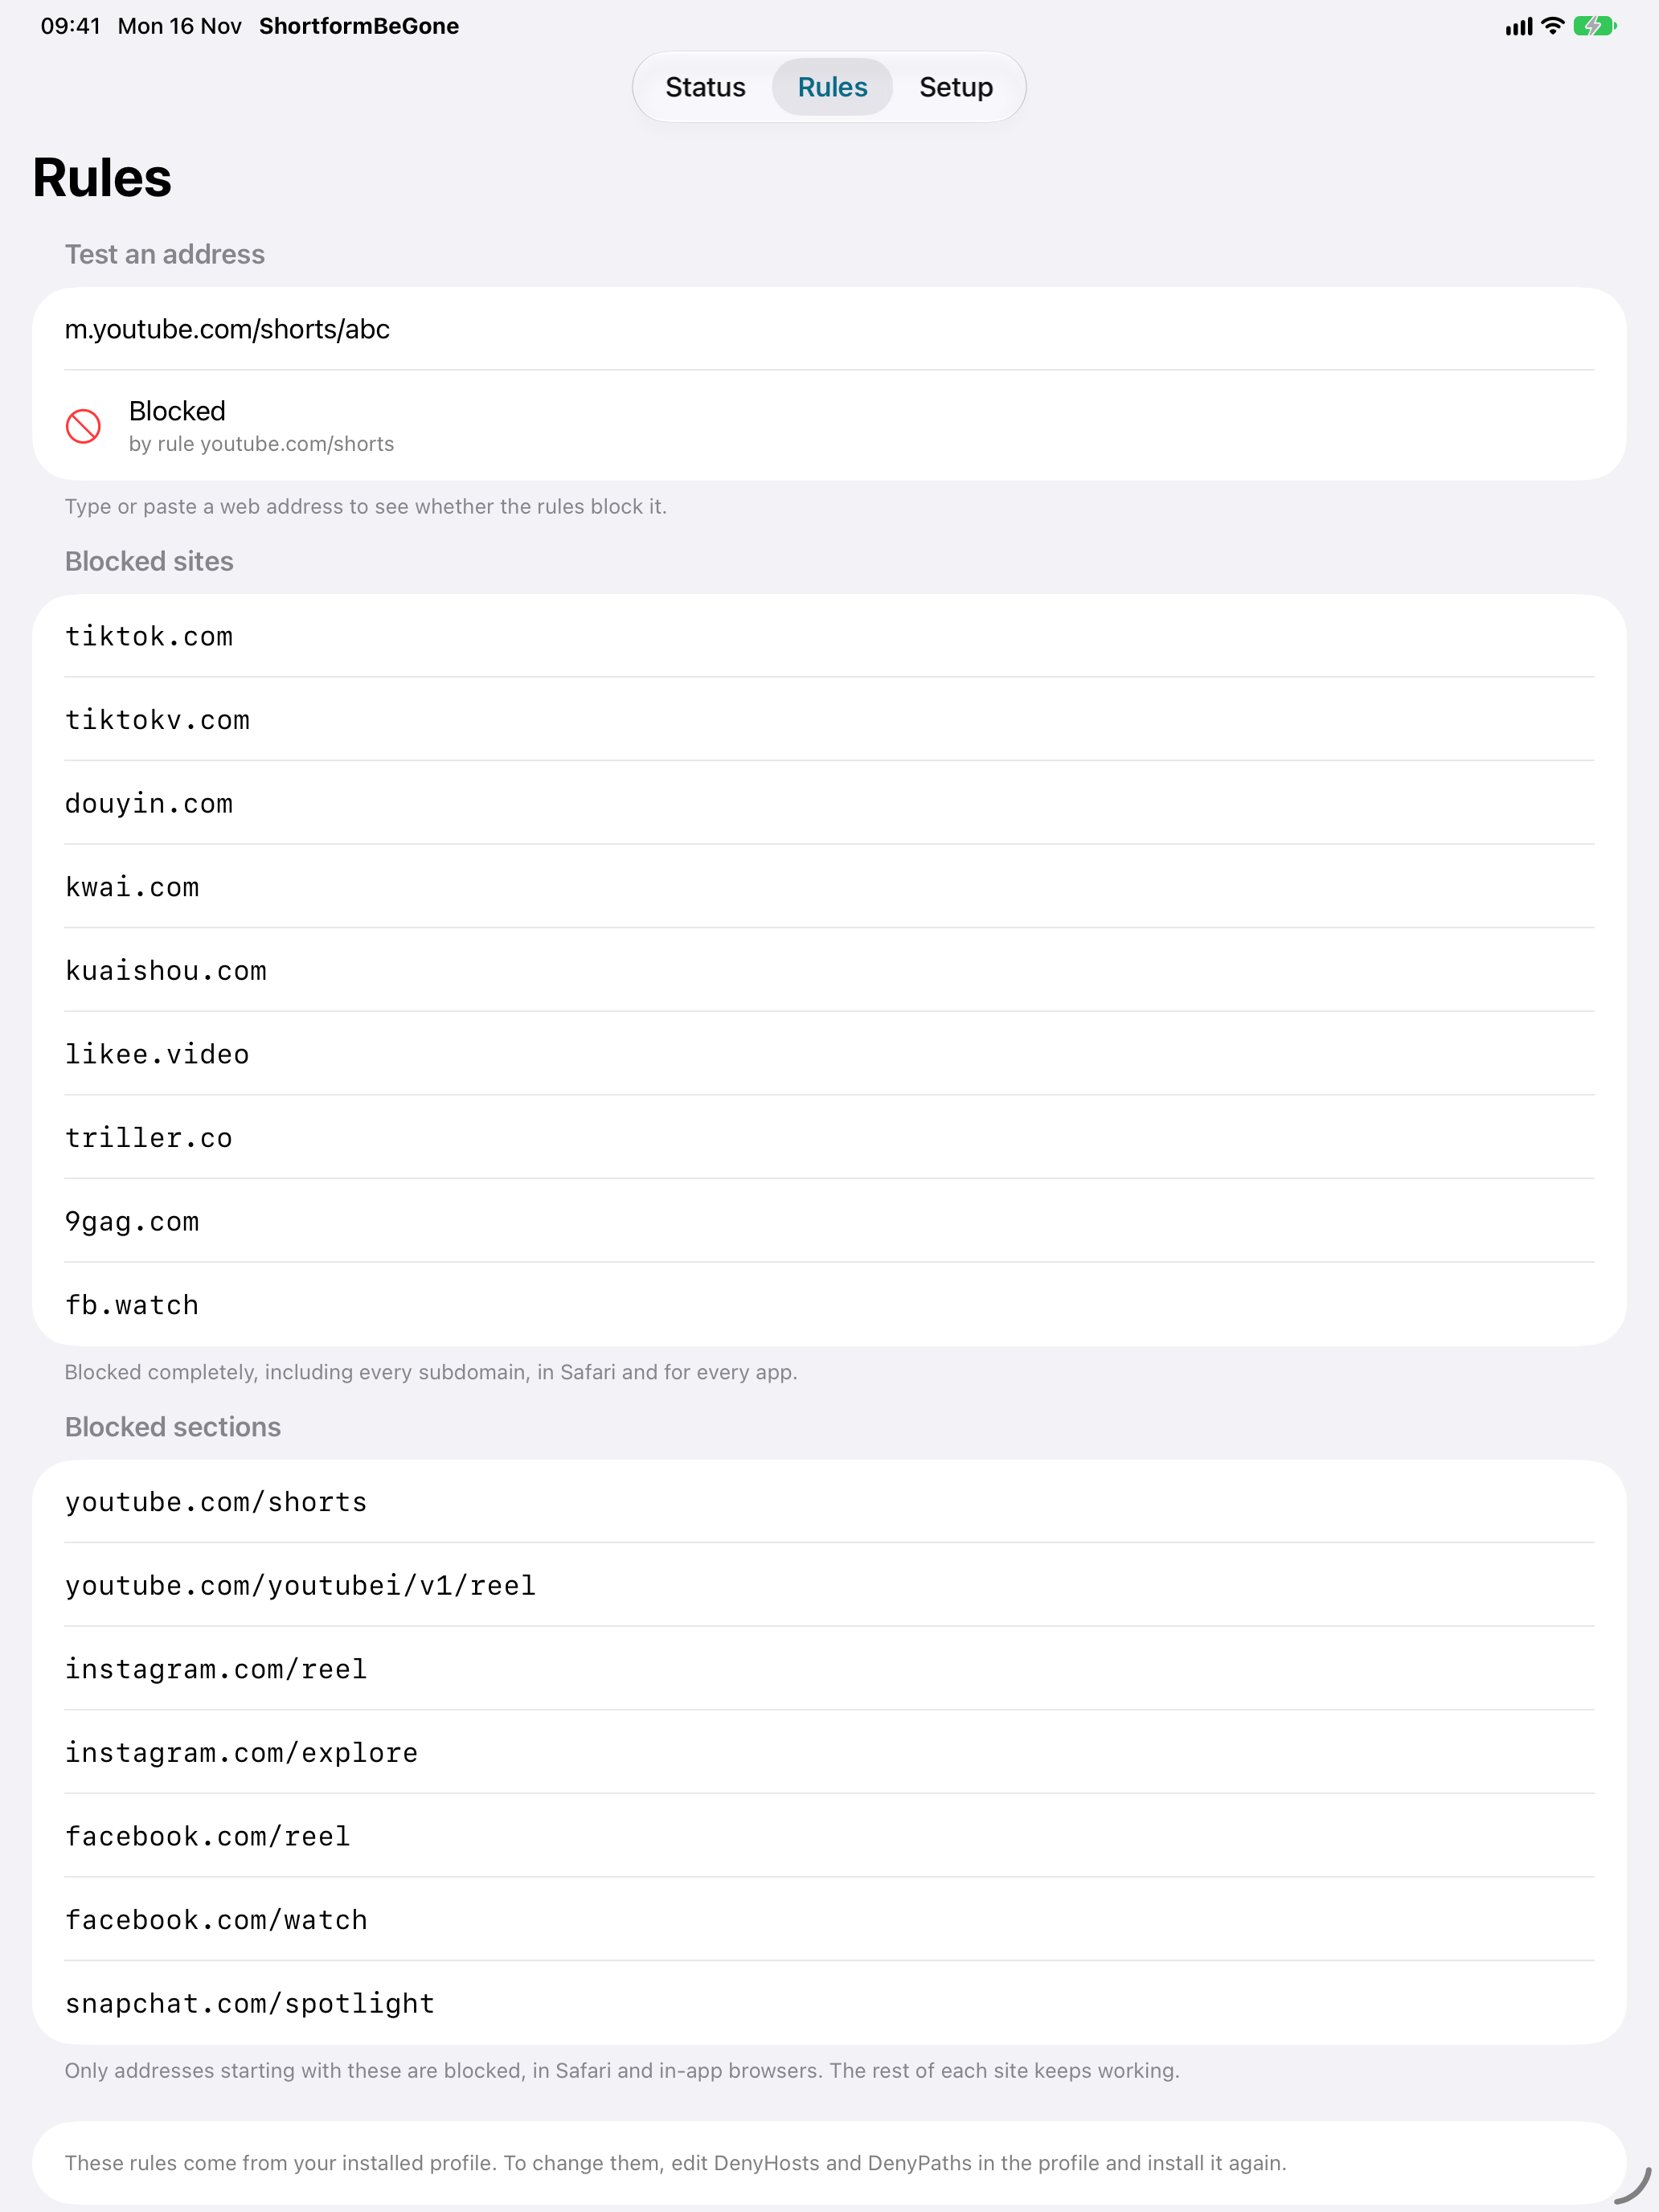 09:41 Mon 16 Nov ShortformBeGone
Status Rules Setup
Rules
Test an address
m.youtube.com/shorts/abc
Blocked
by rule youtube.com/shorts
Type or paste a web address to see whether the rules block it.
Blocked sites
tiktok.com
tiktokv.com
douyin.com
kwai.com
kuaishou.com
likee.video
triller.co
9gag.com
fb.watch
Blocked completely, including every subdomain, in Safari and for every app.
Blocked sections
youtube.com/shorts
youtube.com/youtubei/v1/reel
instagram.com/reel
instagram.com/explore
facebook.com/reel
facebook.com/watch
snapchat.com/spotlight
Only addresses starting with these are blocked, in Safari and in-app browsers. The rest of each site keeps working.
These rules come from your installed profile. To change them, edit DenyHosts and DenyPaths in the profile and install it again.